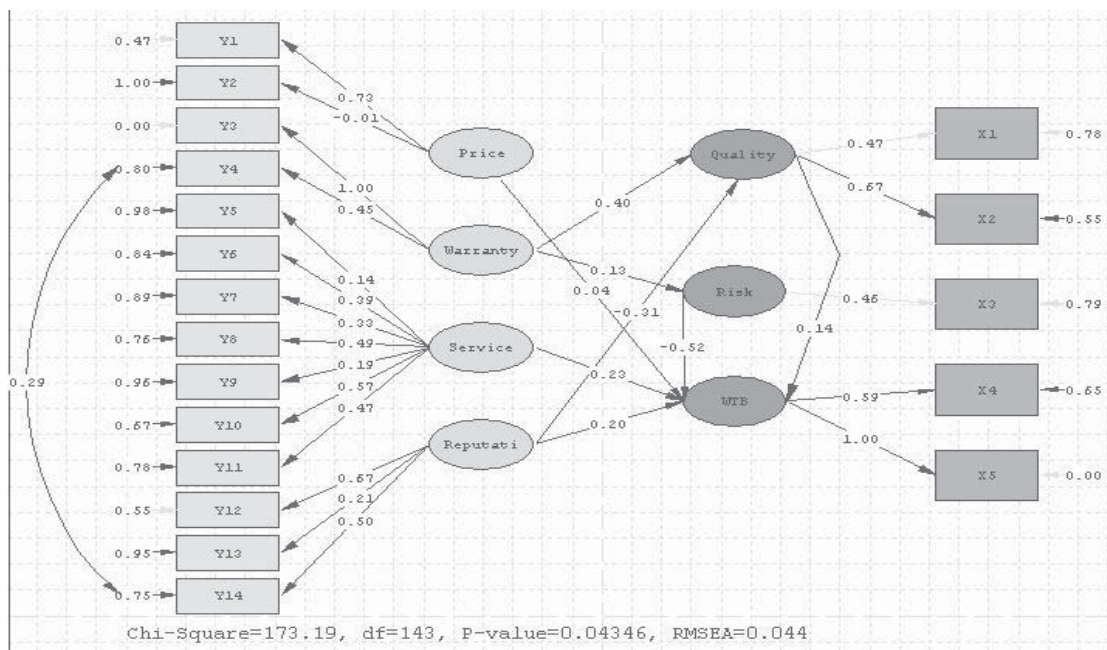 0.47 Y1
1.00 Y2
0.00 Y3
0.80 Y4
0.98 Y5
0.84 Y6
0.89 Y7
0.76 Y8
0.96 Y9
0.67 Y10
0.78 Y11
0.55 Y12
0.95 Y13
0.75 Y14
0.29
0.73
-0.01
1.00
0.45
0.14
0.39
0.33
0.49
0.19
0.57
0.47
0.67
0.21
0.50
Price
Warranty
Service
Reputati
0.40
0.13
0.04
-0.31
-0.52
0.23
0.20
Quality
Risk
WTB
0.14
0.47
0.67
0.46
0.59
1.00
X1 0.78
X2 0.55
X3 0.79
X4 0.65
X5 0.00
Chi-Square=173.19, df=143, P-value=0.04346, RMSEA=0.044